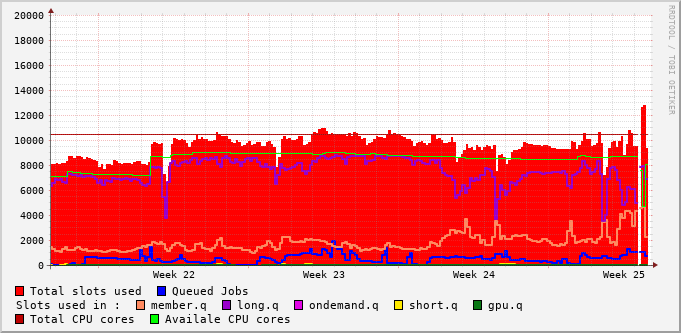 20000
18000
16000
14000
12000
10000
8000
6000
4000
2000
0
Week 22 Week 23 Week 24 Week 25
RRDTOOL / TOBI OETIKER
Total slots used Queued Jobs
Slots used in : member.q long.q ondemand.q short.q gpu.q
Total CPU cores Availale CPU cores